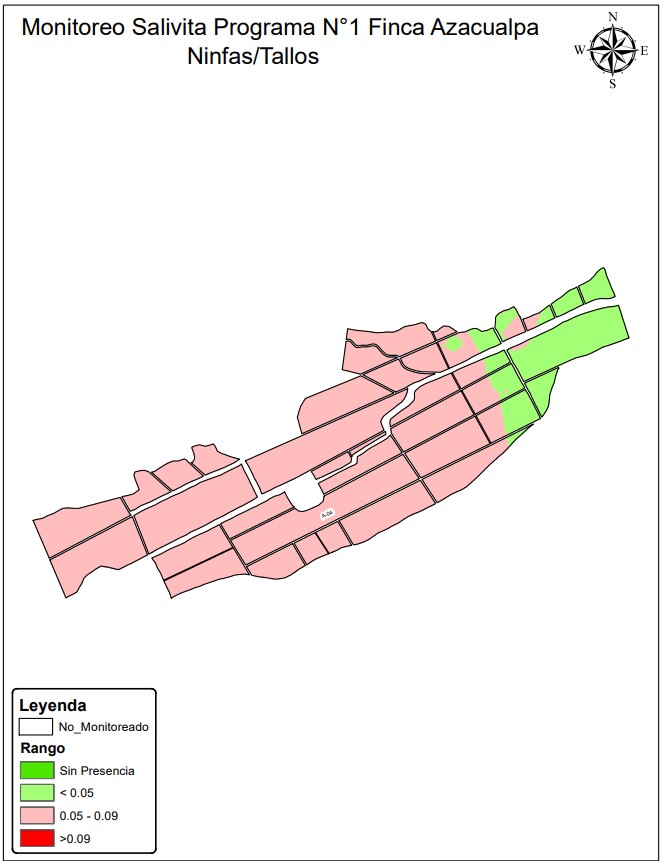 Monitoreo Salivita Programa N°1 Finca Azacualpa
Ninfas/Tallos
N
W E
S
A-04
Leyenda
No_Monitoreado
Rango
Sin Presencia
< 0.05
0.05 - 0.09
>0.09